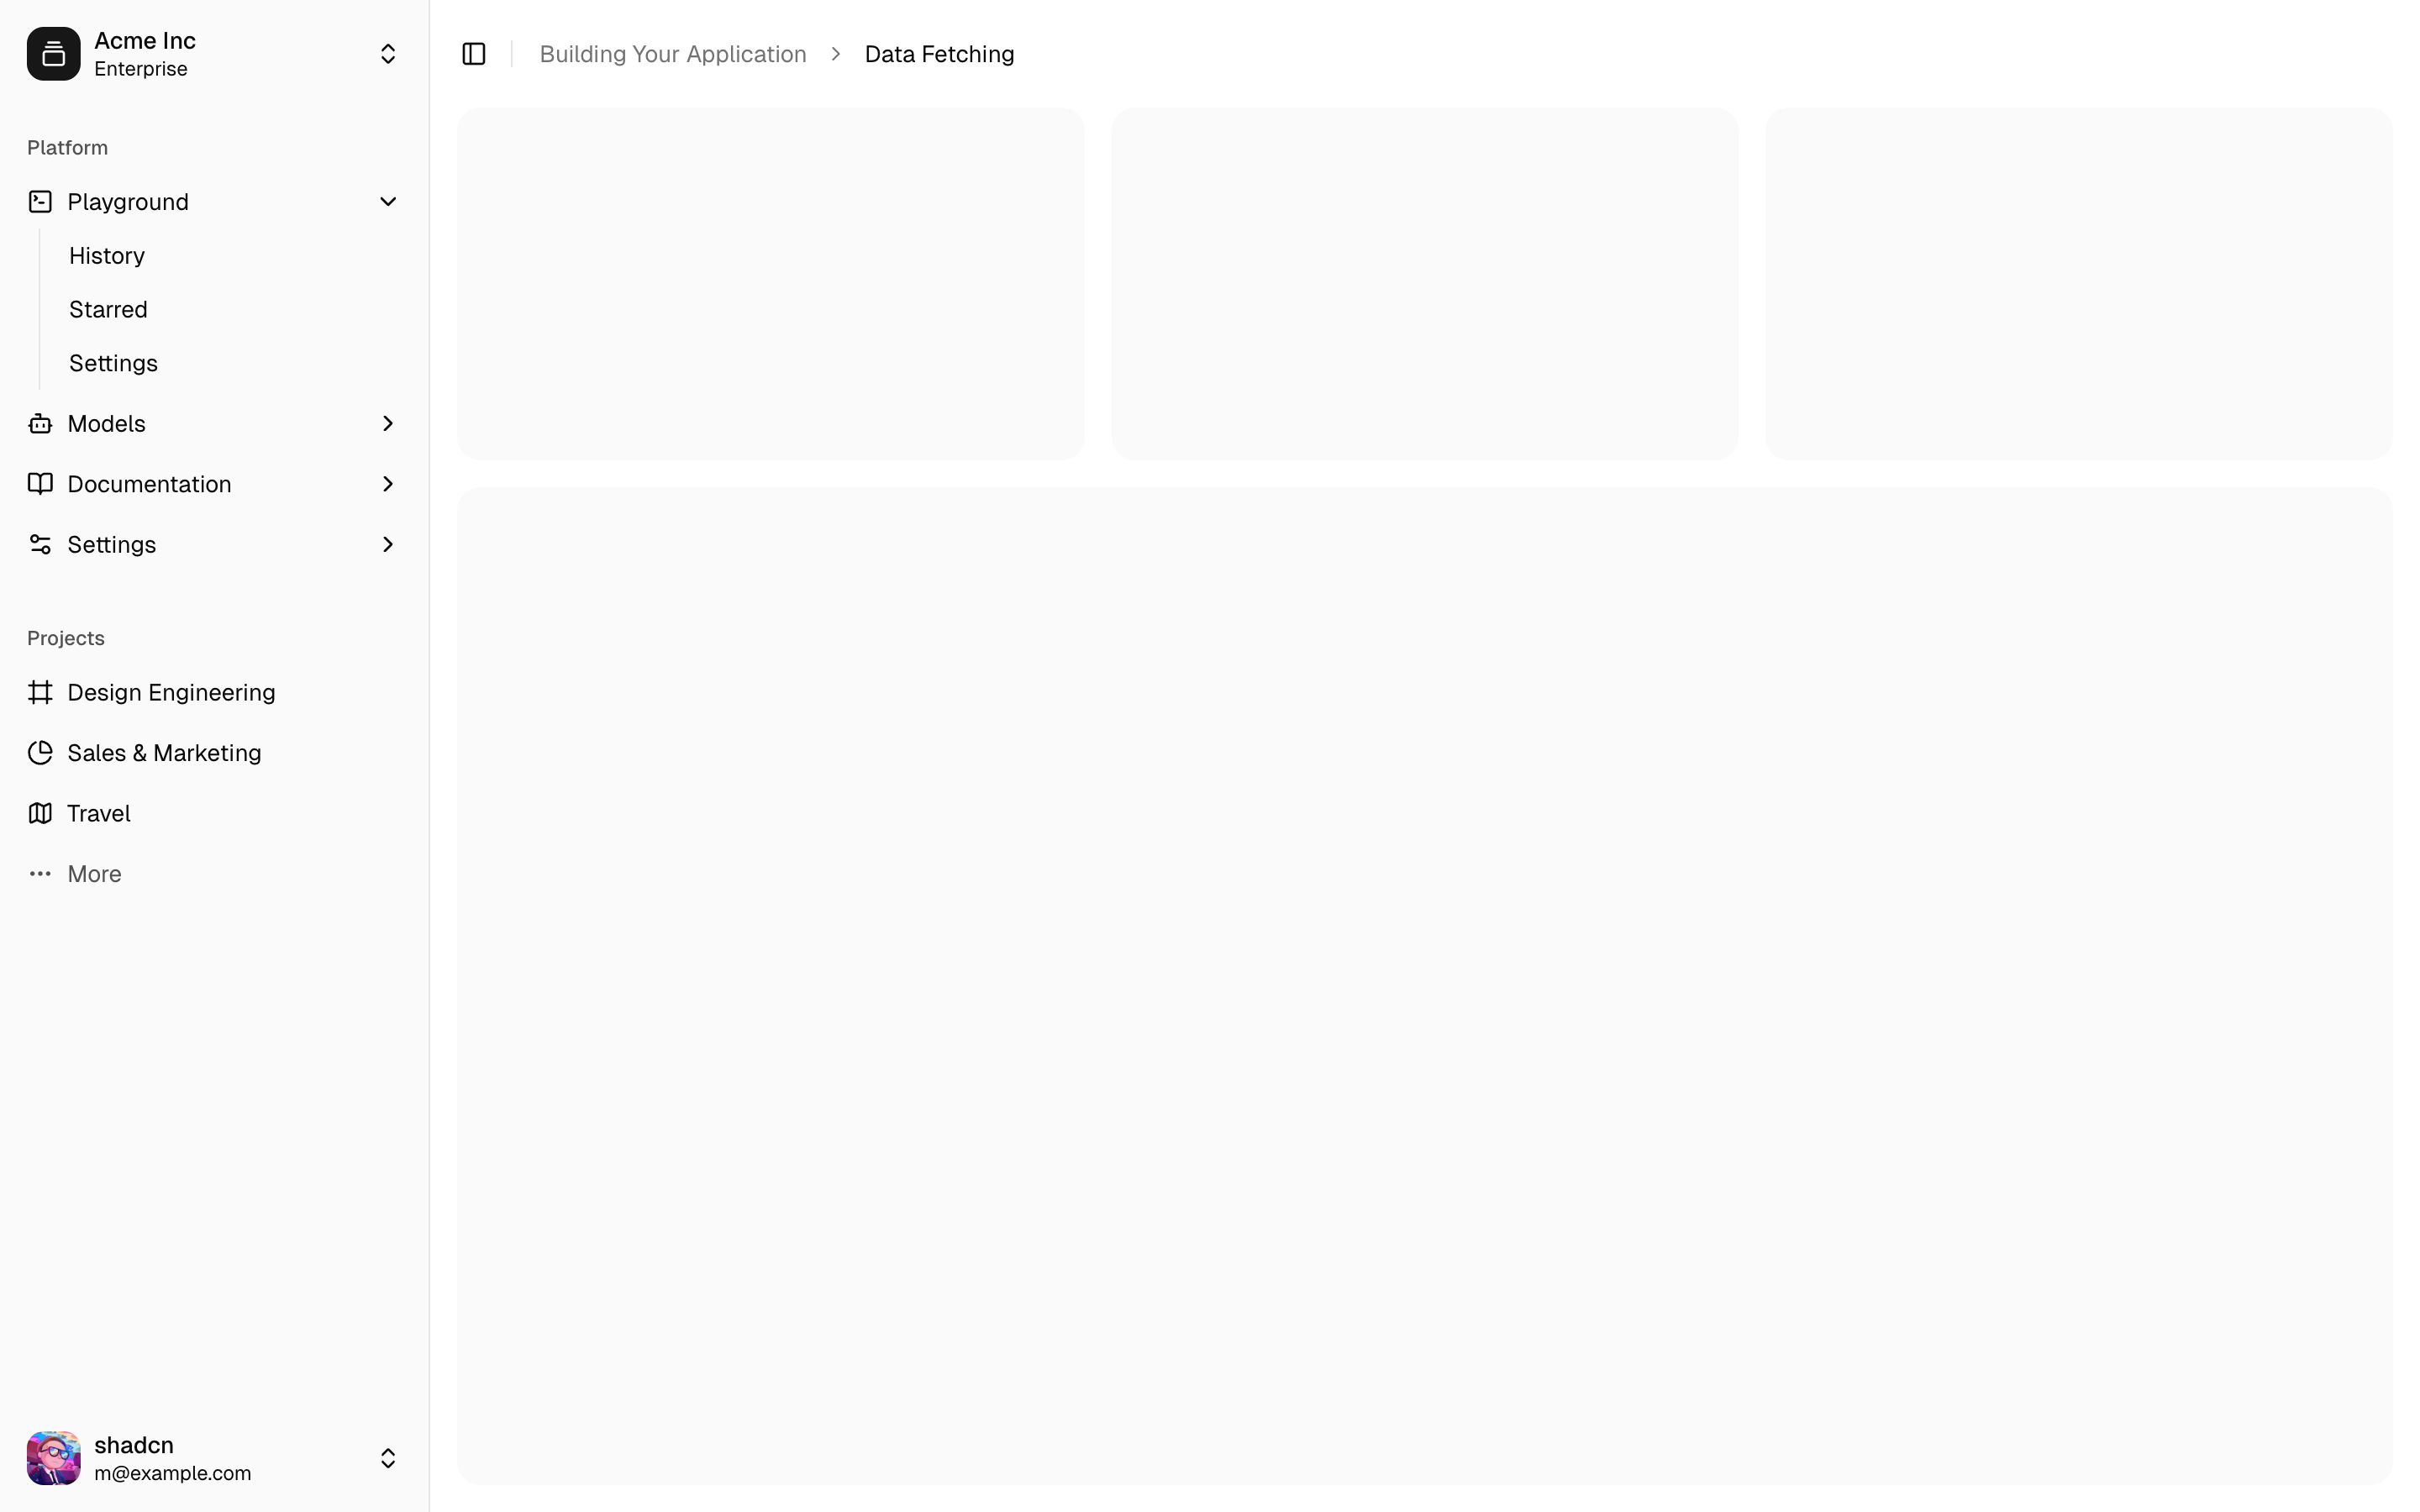 Acme Inc
Enterprise
Platform
Playground
History
Starred
Settings
Models
Documentation
Settings
Projects
Design Engineering
Sales & Marketing
Travel
More
shadcn
m@example.com
Building Your Application
Data Fetching